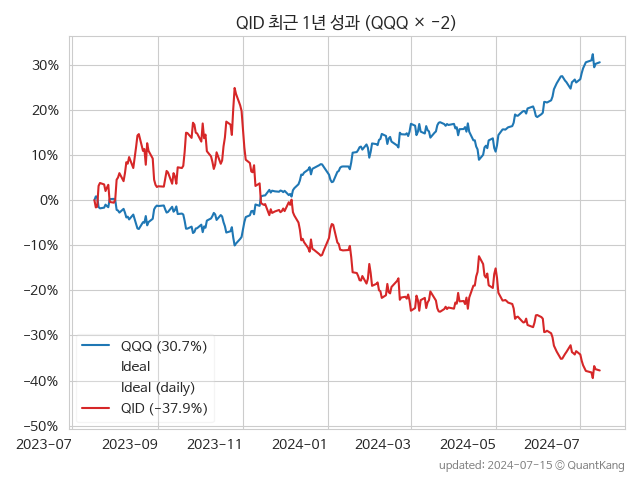 QID 최근 1년 성과 (QQQ × -2)
30%
20%
10%
0%
−10%
−20%
−30%
−40%
−50%
QQQ (30.7%)
Ideal
Ideal (daily)
QID (-37.9%)
2023-07 2023-09 2023-11 2024-01 2024-03 2024-05 2024-07
updated: 2024-07-15 © QuantKang